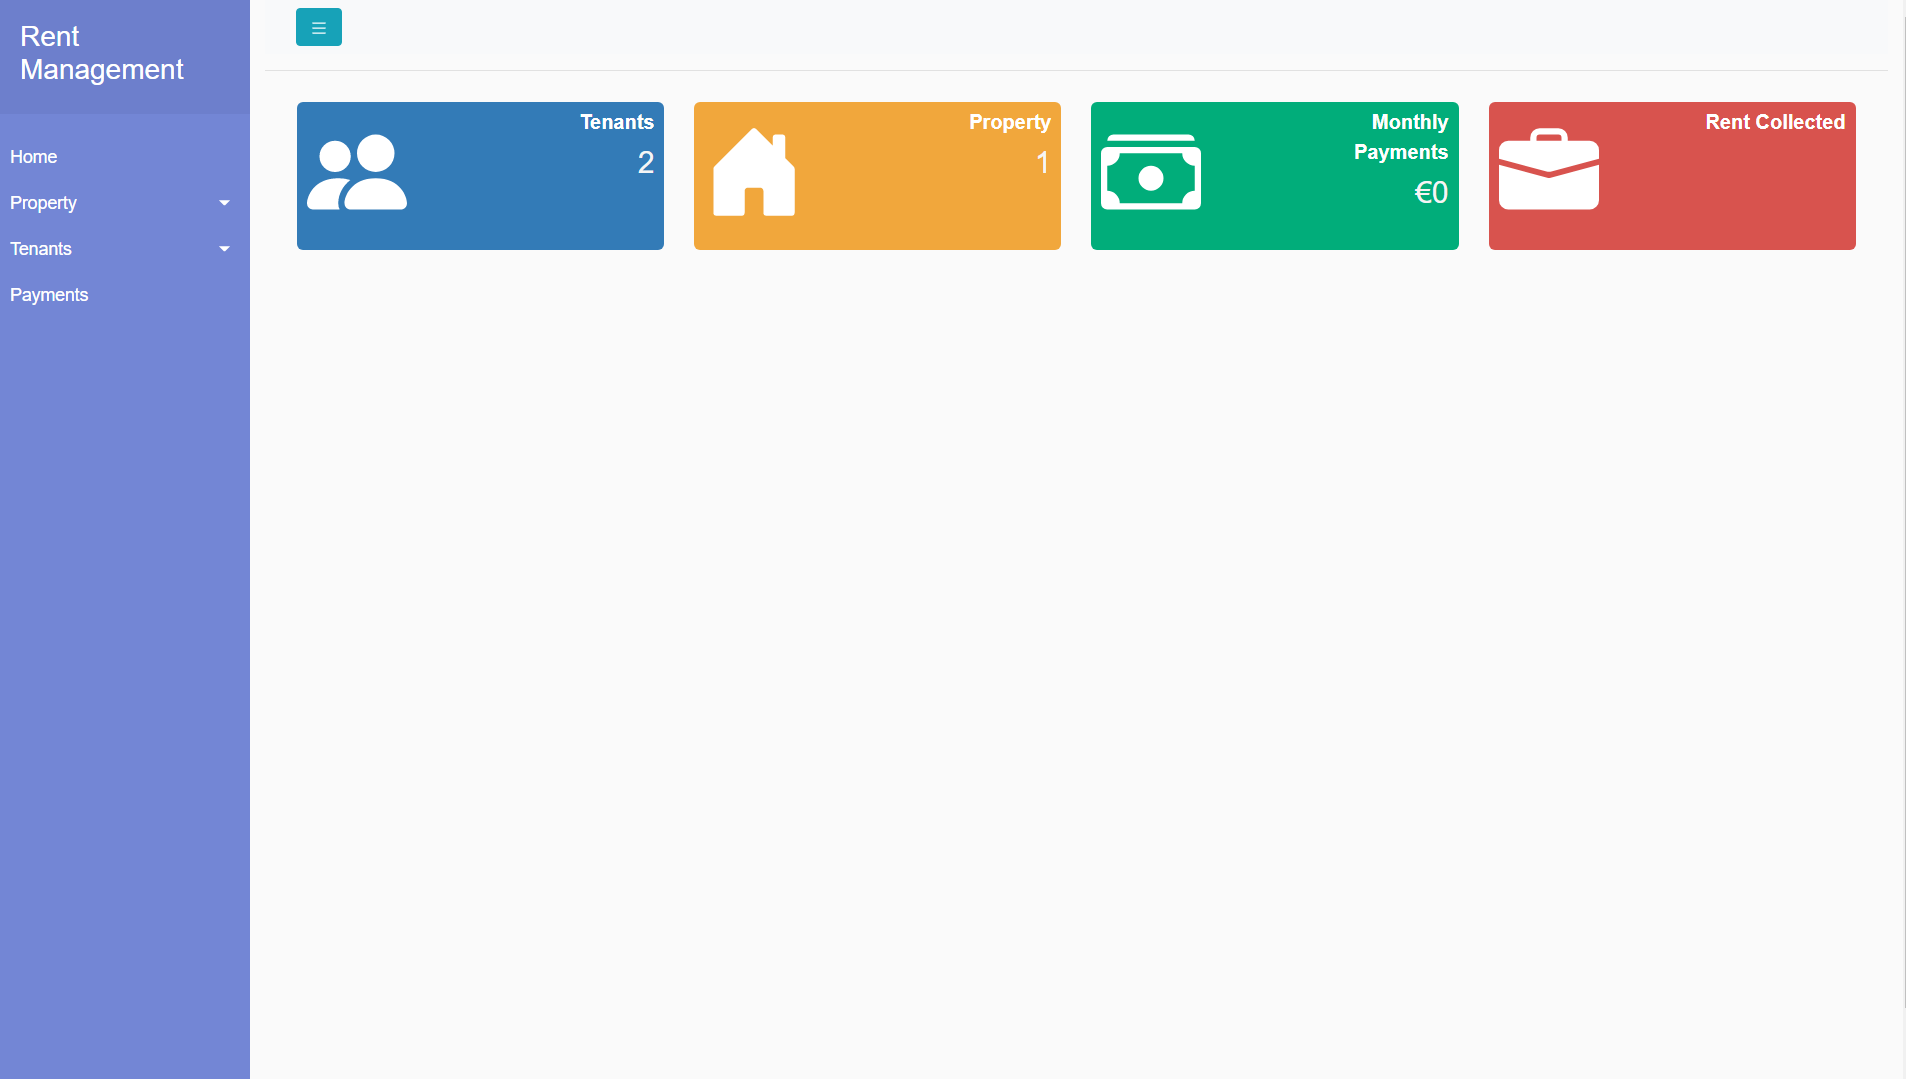 Rent
Management
Home
Property
Tenants
Payments
Tenants
2
Property
1
Monthly
Payments
€0
Rent Collected